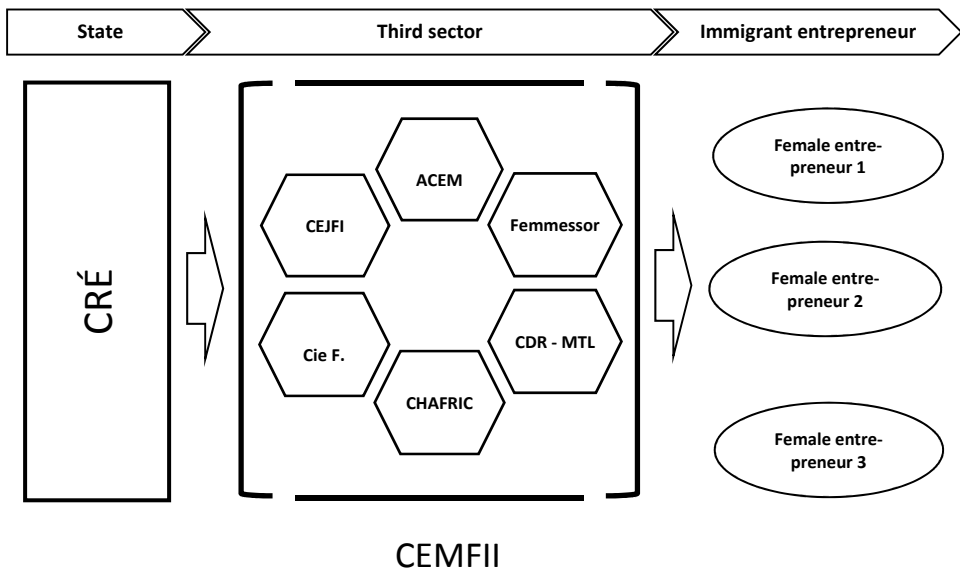 State
Third sector
Immigrant entrepreneur
CRÉ
ACEM
CEJFI
Femmessor
Cie F.
CDR - MTL
CHAFRIC
Female entre-
preneur 1
Female entre-
preneur 2
Female entre-
preneur 3
CEMFII